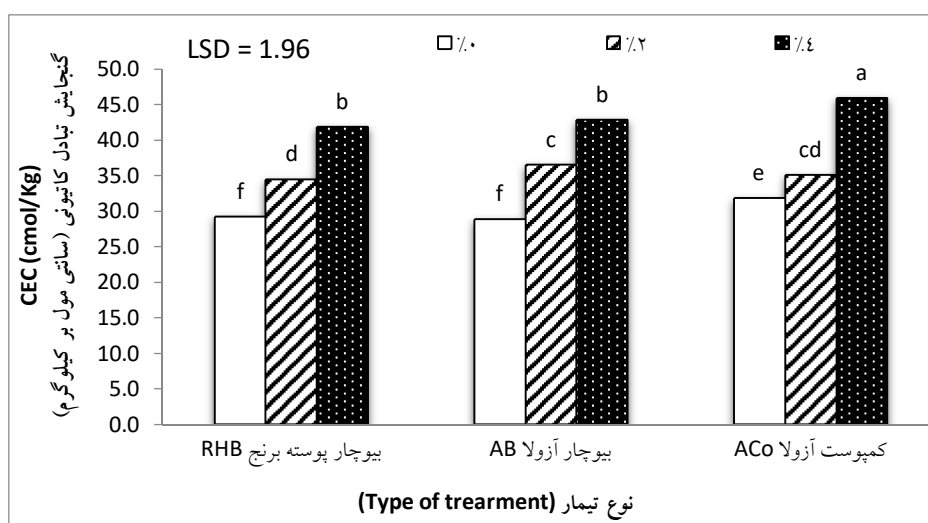 LSD = 1.96
٪٠ ٪٢ ٪٤
گنجایش تبادل کاتیونی (سانتی مول بر کیلوگرم)
CEC (cmol/Kg)
50.0
45.0
40.0
35.0
30.0
25.0
20.0
15.0
10.0
5.0
0.0
f d b f c b e cd a
بیوچار پوسته برنج RHB
بیوچار آزولا AB
کمپوست آزولا ACo
نوع تیمار (Type of trearment)